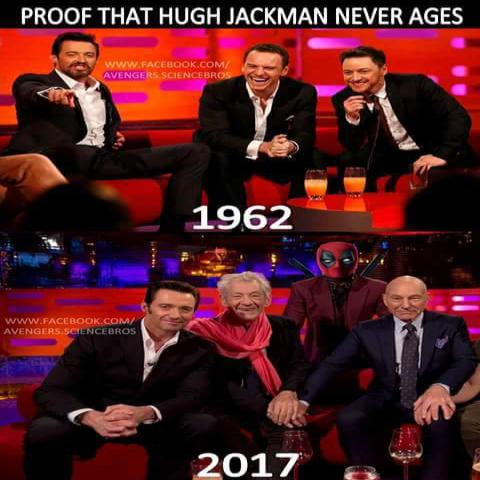 PROOF THAT HUGH JACKMAN NEVER AGES
WWW.FACEBOOK.COM/
AVENGERS.SCIENCEBROS
1962
WWW.FACEBOOK.COM/
AVENGERS.SCIENCEBROS
2017